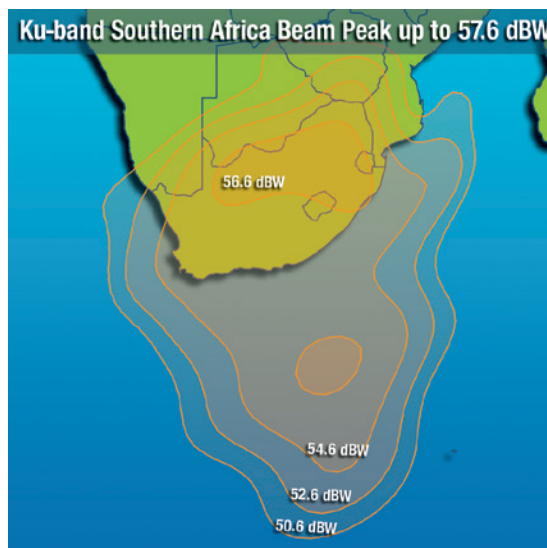 Ku-band Southern Africa Beam Peak up to 57.6 dBW
56.6 dBW
54.6 dBW
52.6 dBW
50.6 dBW